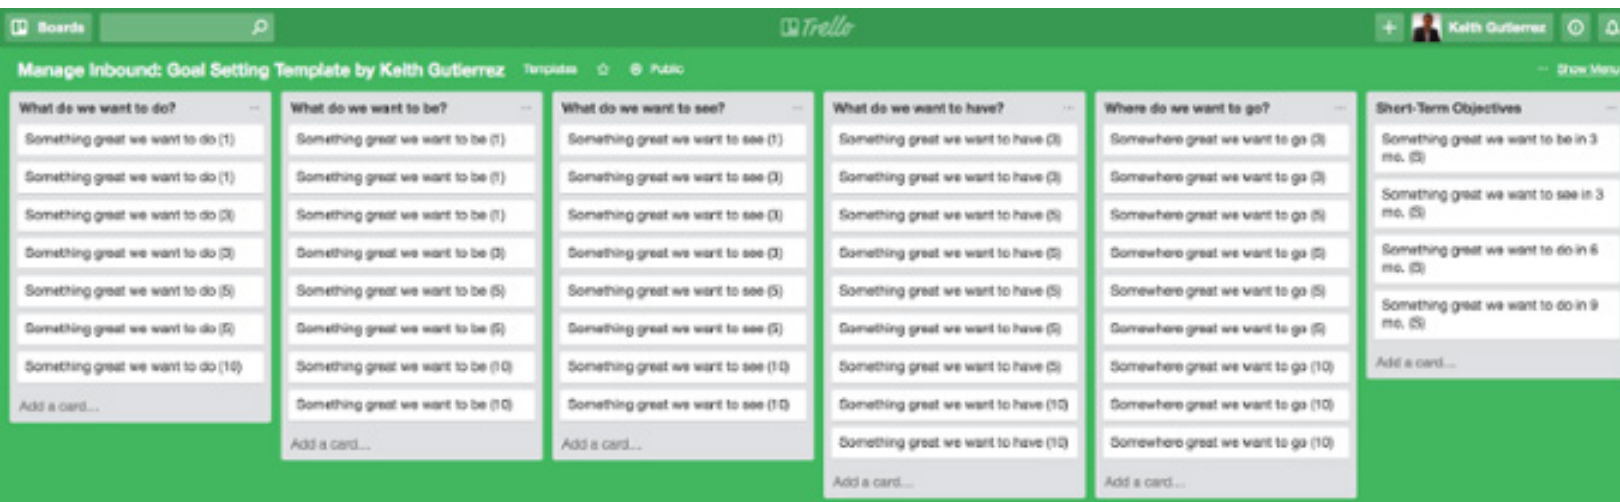 Boards
Trello
+ Keith Gutierrez
Manage Inbound: Goal Setting Template by Keith Gutierrez Templates Public ... Show Menu
What do we want to do? ...
Something great we want to do (1)
Something great we want to do (1)
Something great we want to do (3)
Something great we want to do (3)
Something great we want to do (5)
Something great we want to do (5)
Something great we want to do (10)
Add a card...
What do we want to be? ...
Something great we want to be (1)
Something great we want to be (1)
Something great we want to be (1)
Something great we want to be (3)
Something great we want to be (5)
Something great we want to be (5)
Something great we want to be (10)
Something great we want to be (10)
Add a card...
What do we want to see? ...
Something great we want to see (1)
Something great we want to see (3)
Something great we want to see (3)
Something great we want to see (3)
Something great we want to see (5)
Something great we want to see (5)
Something great we want to see (10)
Something great we want to see (10)
Add a card...
What do we want to have? ...
Something great we want to have (3)
Something great we want to have (3)
Something great we want to have (5)
Something great we want to have (5)
Something great we want to have (5)
Something great we want to have (5)
Something great we want to have (5)
Something great we want to have (10)
Something great we want to have (10)
Add a card...
Where do we want to go? ...
Somewhere great we want to go (3)
Somewhere great we want to go (3)
Somewhere great we want to go (5)
Somewhere great we want to go (5)
Somewhere great we want to go (5)
Somewhere great we want to go (5)
Somewhere great we want to go (10)
Somewhere great we want to go (10)
Somewhere great we want to go (10)
Add a card...
Short-Term Objectives ...
Something great we want to be in 3
mo. (S)
Something great we want to see in 3
mo. (S)
Something great we want to do in 6
mo. (S)
Something great we want to do in 9
mo. (S)
Add a card...